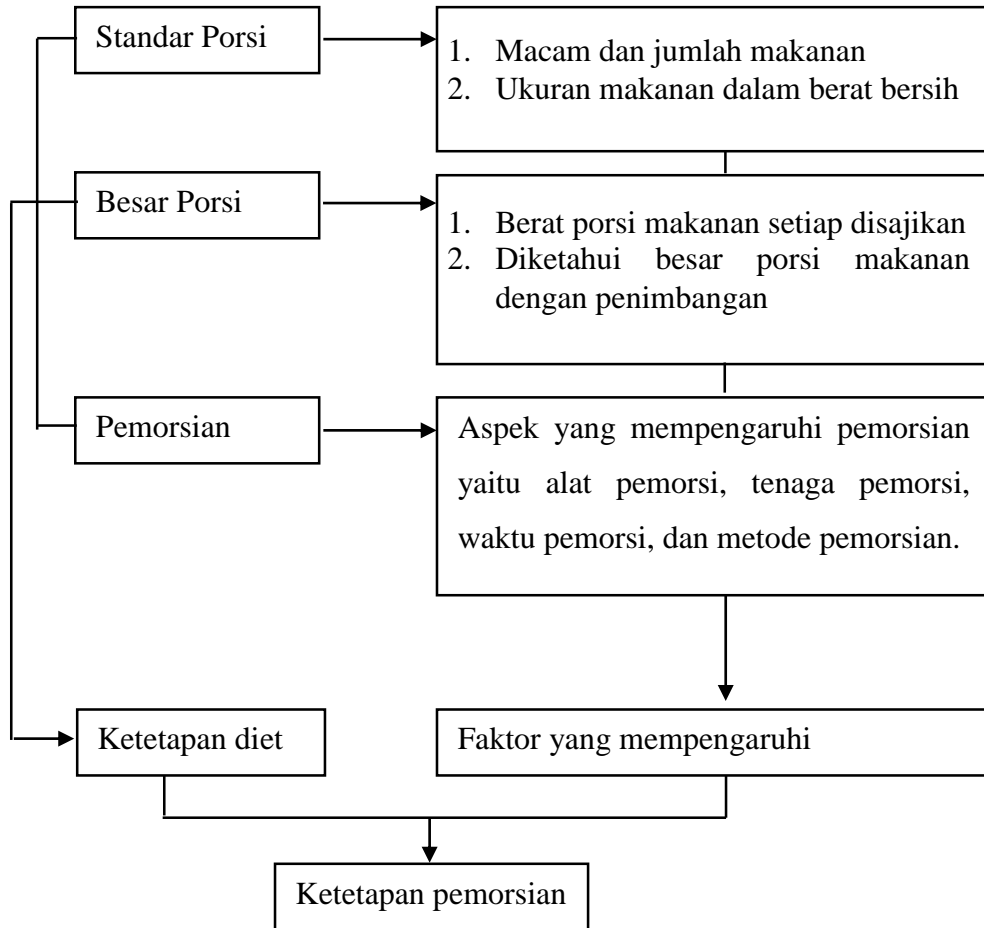 Standar Porsi
1. Macam dan jumlah makanan
2. Ukuran makanan dalam berat bersih
Besar Porsi
1. Berat porsi makanan setiap disajikan
2. Diketahui besar porsi makanan
dengan penimbangan
Pemorsian
Aspek yang mempengaruhi pemorsian
yaitu alat pemorsi, tenaga pemorsi,
waktu pemorsi, dan metode pemorsian.
Ketetapan diet
Faktor yang mempengaruhi
Ketetapan pemorsian